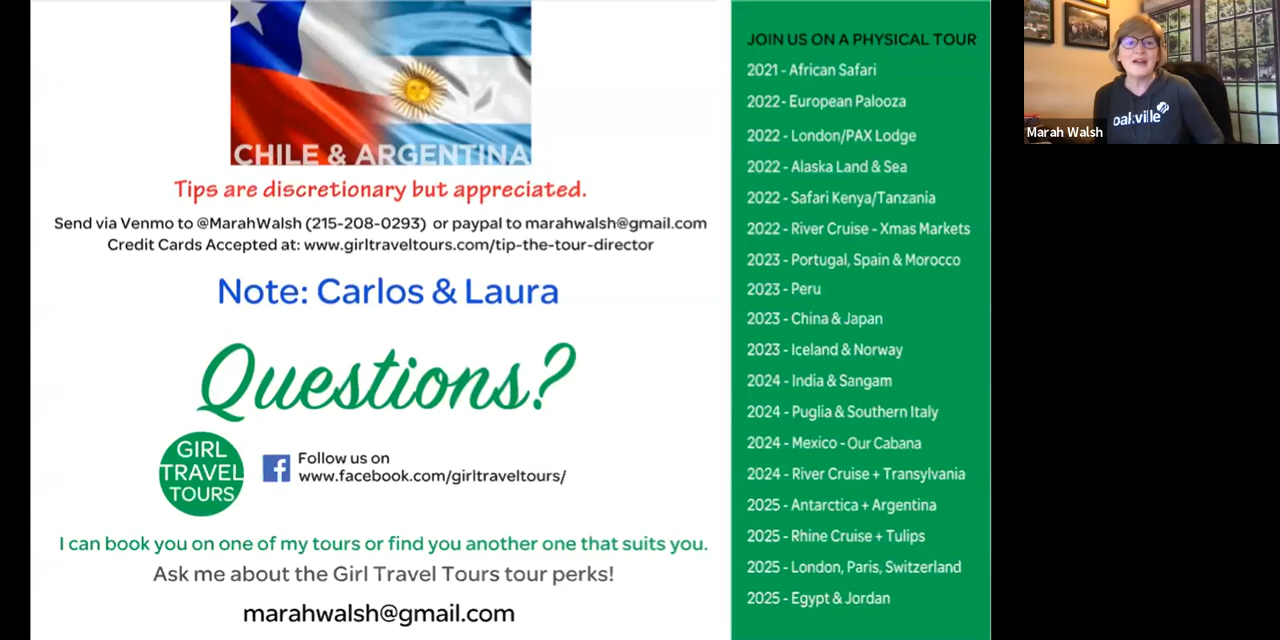 CHILE & ARGENTINA
Tips are discretionary but appreciated.
Send via Venmo to @MarahWalsh (215-208-0293) or paypal to marahwalsh@gmail.com
Credit Cards Accepted at: www.girltraveltours.com/tip-the-tour-director
Note: Carlos & Laura
Questions?
GIRL
TRAVEL
TOURS
Follow us on
www.facebook.com/girltraveltours/
I can book you on one of my tours or find you another one that suits you.
Ask me about the Girl Travel Tours tour perks!
marahwalsh@gmail.com
JOIN US ON A PHYSICAL TOUR
2021 - African Safari
2022 - European Palooza
2022 - London/PAX Lodge
2022 - Alaska Land & Sea
2022 - Safari Kenya/Tanzania
2022 - River Cruise - Xmas Markets
2023 - Portugal, Spain & Morocco
2023 - Peru
2023 - China & Japan
2023 - Iceland & Norway
2024 - India & Sangam
2024 - Puglia & Southern Italy
2024 - Mexico - Our Cabana
2024 - River Cruise + Transylvania
2025 - Antarctica + Argentina
2025 - Rhine Cruise + Tulips
2025 - London, Paris, Switzerland
2025 - Egypt & Jordan
oakville
Marah Walsh